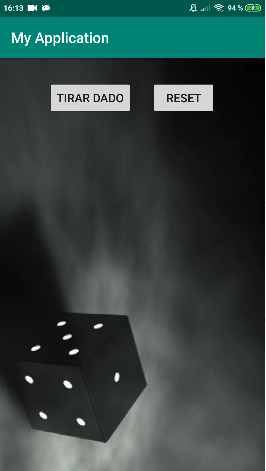 16:13 94 %
My Application
TIRAR DADO RESET